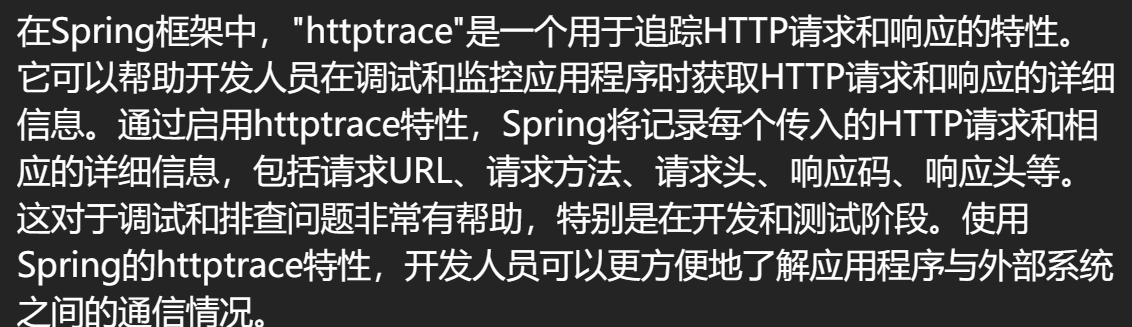 在Spring框架中，"httptrace"是一个用于追踪HTTP请求和响应的特性。
它可以帮助开发人员在调试和监控应用程序时获取HTTP请求和响应的详细
信息。通过启用httptrace特性，Spring将记录每个传入的HTTP请求和相
应的详细信息，包括请求URL、请求方法、请求头、响应码、响应头等。
这对于调试和排查问题非常有帮助，特别是在开发和测试阶段。使用
Spring的httptrace特性，开发人员可以更方便地了解应用程序与外部系统
之间的通信情况。